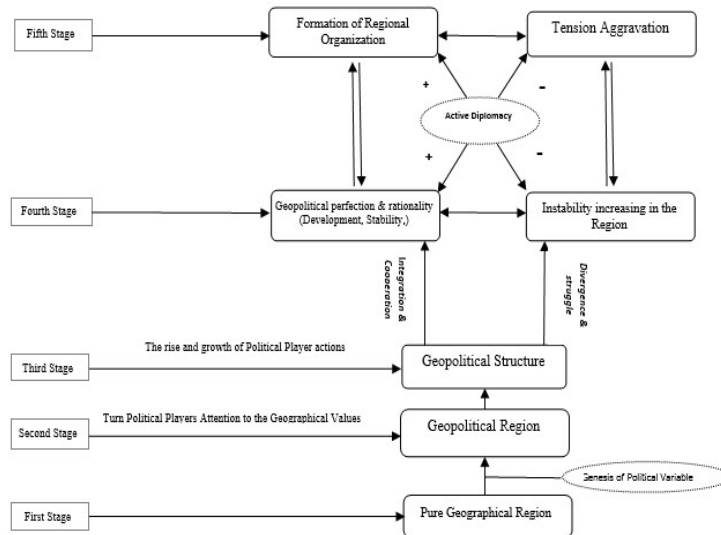 Fifth Stage
Formation of Regional
Organization
Tension Aggravation
+
-
Active Diplomacy
+
-
Fourth Stage
Geopolitical perfection & rationality
(Development, Stability,)
Instability increasing in the
Region
Integration &
Cooperation
Divergence &
struggle
The rise and growth of Political Player actions
Third Stage
Geopolitical Structure
Turn Political Players Attention to the Geographical Values
Second Stage
Geopolitical Region
Genesis of Political Variable
First Stage
Pure Geographical Region